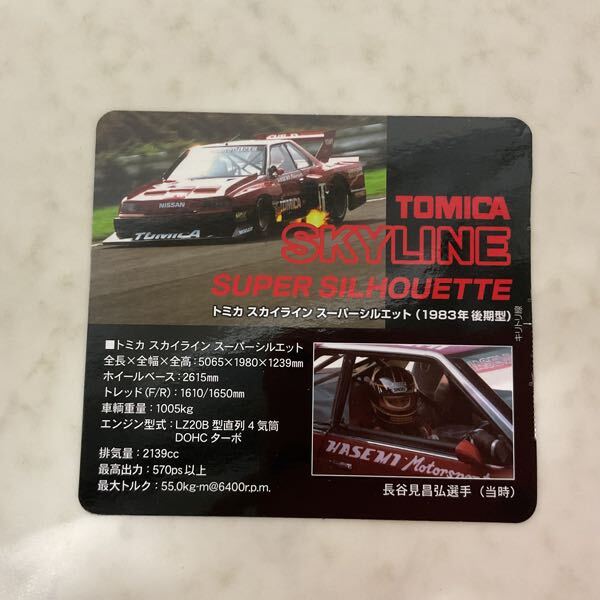 NISSAN
TOMICA
TOMICA
SKYLINE
SUPER SILHOUETTE
トミカ スカイライン スーパーシルエット(1983年 後期型)
キリトリ線
■トミカ スカイライン スーパーシルエット
全長×全幅×全高:5065×1980×1239㎜
ホイールベース:2615㎜
トレッド(F/R):1610/1650㎜
車輌重量:1005kg
エンジン型式:LZ20B 型直列 4 気筒
DOHC ターボ
排気量:2139cc
最高出力:570ps以上
最大トルク:55.0kg-m@6400r.p.m.
HASEMI Motorsport
長谷見昌弘選手(当時)